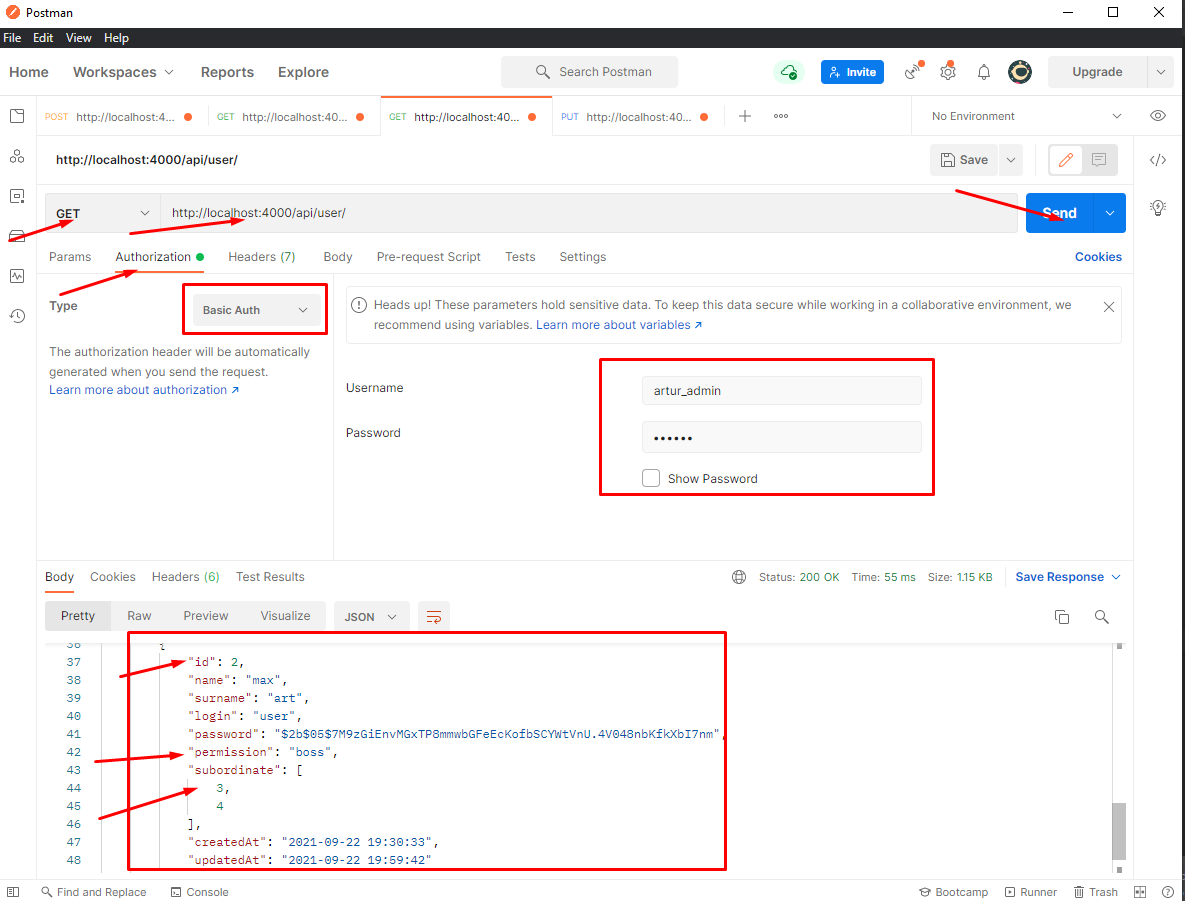 Postman
File Edit View Help
Home Workspaces Reports Explore Search Postman Invite Upgrade
POST http://localhost:4... GET http://localhost:40... GET http://localhost:40... PUT http://localhost:40... No Environment
http://localhost:4000/api/user/ Save
GET http://localhost:4000/api/user/ Send
Params Authorization Headers (7) Body Pre-request Script Tests Settings Cookies
Type Basic Auth
The authorization header will be automatically
generated when you send the request.
Learn more about authorization ↗
Heads up! These parameters hold sensitive data. To keep this data secure while working in a collaborative environment, we
recommend using variables. Learn more about variables ↗
Username artur_admin
Password ••••••
Show Password
Body Cookies Headers (6) Test Results Status: 200 OK Time: 55 ms Size: 1.15 KB Save Response
Pretty Raw Preview Visualize JSON
36 {
37 "id": 2,
38 "name": "max",
39 "surname": "art",
40 "login": "user",
41 "password": "$2b$05$7M9zGiEnvMGxTP8mmwbGFeEcKofbSCYWtVnU.4V048nbKfkXbI7nm",
42 "permission": "boss",
43 "subordinate": [
44 3,
45 4
46 ],
47 "createdAt": "2021-09-22 19:30:33",
48 "updatedAt": "2021-09-22 19:59:42"
Find and Replace Console Bootcamp Runner Trash